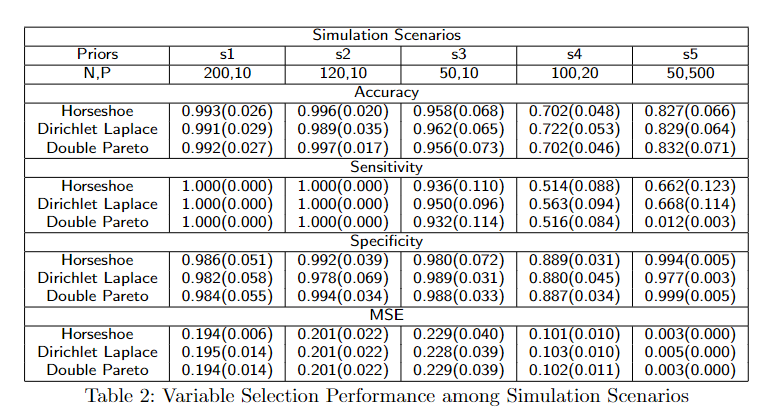 Simulation Scenarios
Priors s1 s2 s3 s4 s5
N,P 200,10 120,10 50,10 100,20 50,500
Accuracy
Horseshoe 0.993(0.026) 0.996(0.020) 0.958(0.068) 0.702(0.048) 0.827(0.066)
Dirichlet Laplace 0.991(0.029) 0.989(0.035) 0.962(0.065) 0.722(0.053) 0.829(0.064)
Double Pareto 0.992(0.027) 0.997(0.017) 0.956(0.073) 0.702(0.046) 0.832(0.071)
Sensitivity
Horseshoe 1.000(0.000) 1.000(0.000) 0.936(0.110) 0.514(0.088) 0.662(0.123)
Dirichlet Laplace 1.000(0.000) 1.000(0.000) 0.950(0.096) 0.563(0.094) 0.668(0.114)
Double Pareto 1.000(0.000) 1.000(0.000) 0.932(0.114) 0.516(0.084) 0.012(0.003)
Specificity
Horseshoe 0.986(0.051) 0.992(0.039) 0.980(0.072) 0.889(0.031) 0.994(0.005)
Dirichlet Laplace 0.982(0.058) 0.978(0.069) 0.989(0.031) 0.880(0.045) 0.977(0.003)
Double Pareto 0.984(0.055) 0.994(0.034) 0.988(0.033) 0.887(0.034) 0.999(0.005)
MSE
Horseshoe 0.194(0.006) 0.201(0.022) 0.229(0.040) 0.101(0.010) 0.003(0.000)
Dirichlet Laplace 0.195(0.014) 0.201(0.022) 0.228(0.039) 0.103(0.010) 0.005(0.000)
Double Pareto 0.194(0.014) 0.201(0.022) 0.229(0.039) 0.102(0.011) 0.003(0.000)
Table 2: Variable Selection Performance among Simulation Scenarios